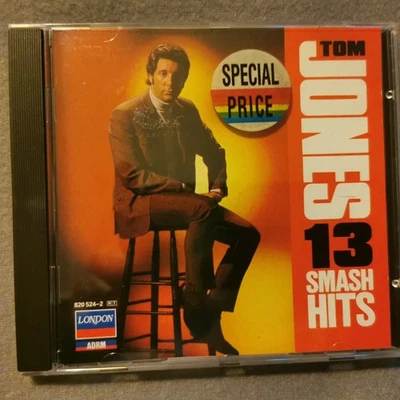 TOM
JONES
13
SMASH
HITS
SPECIAL
PRICE
820 524-2
LONDON
ADRM